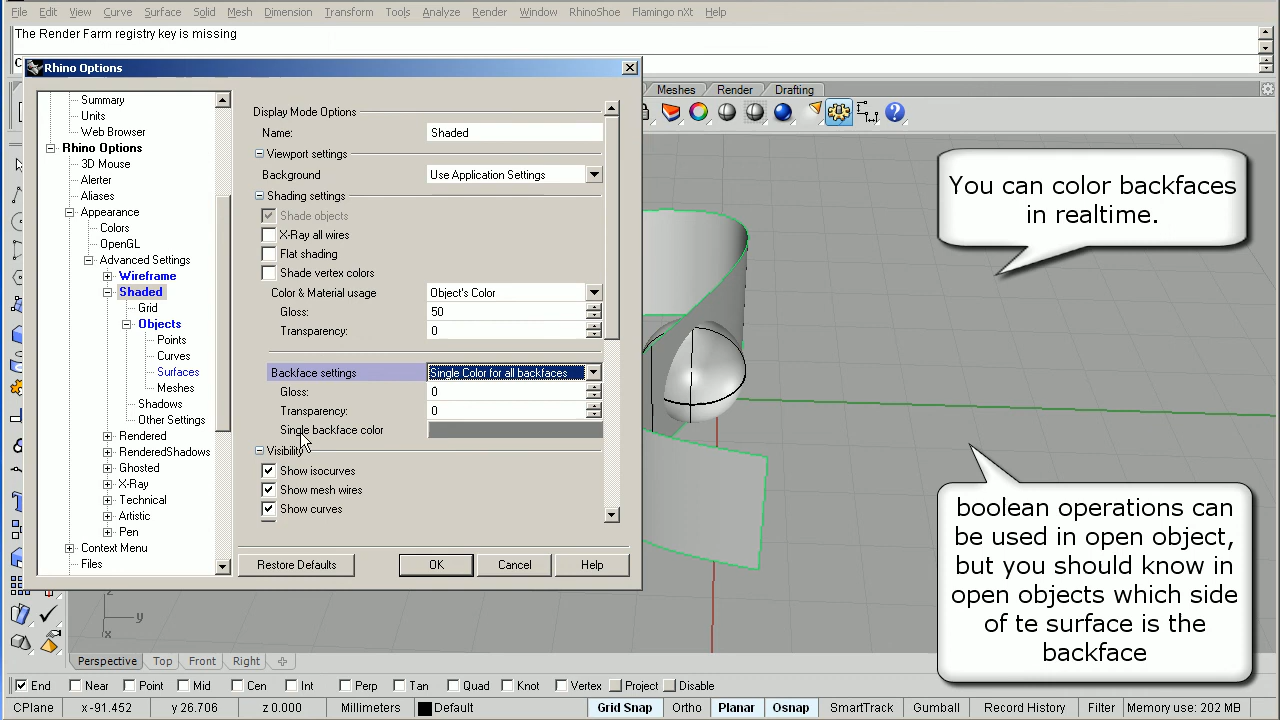 File Edit View Curve Surface Solid Mesh Dimension Transform Tools Analyze Render Window RhinoShoe Flamingo nXt Help
The Render Farm registry key is missing
C
Rhino Options
Meshes Render Drafting
Summary
Units
Web Browser
Rhino Options
3D Mouse
Alerter
Aliases
Appearance
Colors
OpenGL
Advanced Settings
Wireframe
Shaded
Grid
Objects
Points
Curves
Surfaces
Meshes
Shadows
Other Settings
Rendered
RenderedShadows
Ghosted
X-Ray
Technical
Artistic
Pen
Context Menu
Files
Display Mode Options
Name: Shaded
Viewport settings
Background Use Application Settings
Shading settings
Shade objects
X-Ray all wires
Flat shading
Shade vertex colors
Color & Material usage Object's Color
Gloss: 50
Transparency: 0
Backface settings Single Color for all backfaces
Gloss: 0
Transparency: 0
Single backface color
Visibility
Show isocurves
Show mesh wires
Show curves
Restore Defaults OK Cancel Help
You can color backfaces
in realtime.
boolean operations can
be used in open object,
but you should know in
open objects which side
of te surface is the
backface
z
y
x
Perspective Top Front Right
End Near Point Mid Cen Int Perp Tan Quad Knot Vertex Project Disable
CPlane x -91.452 y 26.706 z 0.000 Millimeters Default Grid Snap Ortho Planar Osnap SmartTrack Gumball Record History Filter Memory use: 202 MB